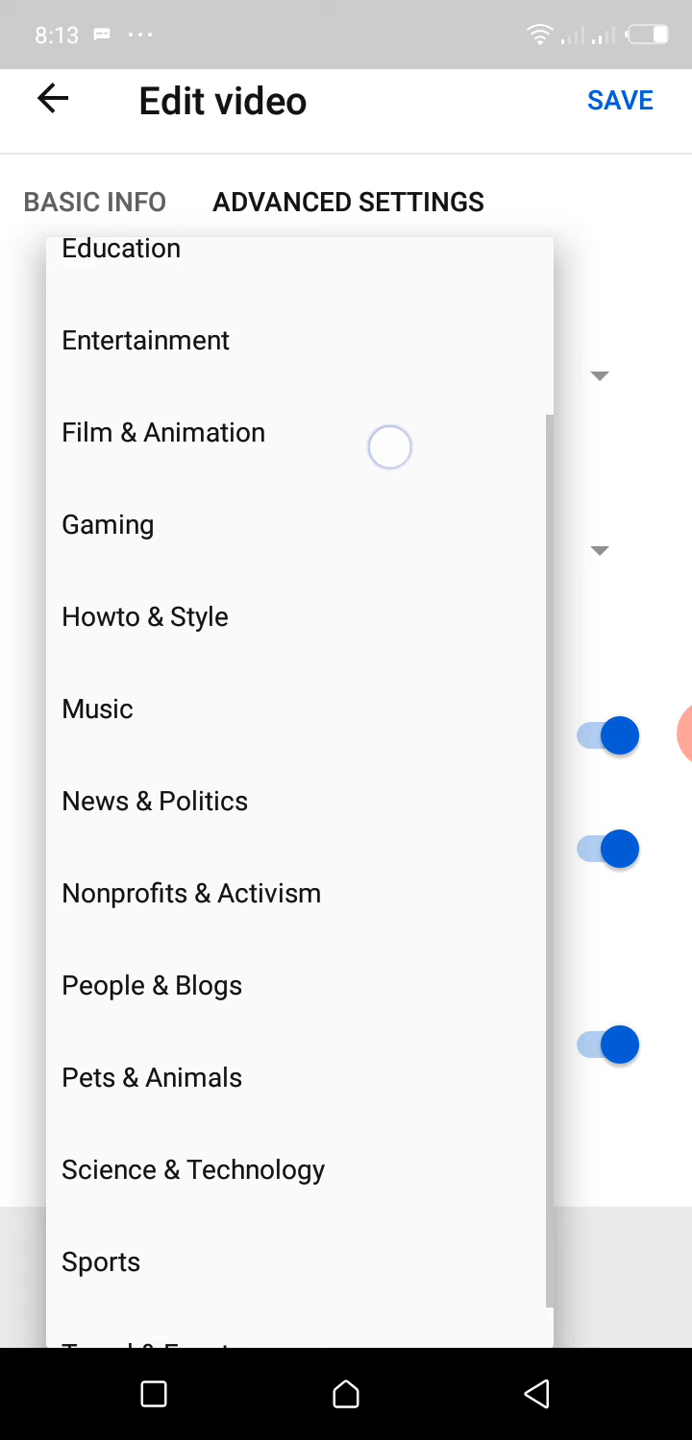 8:13
Edit video
SAVE
BASIC INFO
ADVANCED SETTINGS
Education
Entertainment
Film & Animation
Gaming
Howto & Style
Music
News & Politics
Nonprofits & Activism
People & Blogs
Pets & Animals
Science & Technology
Sports